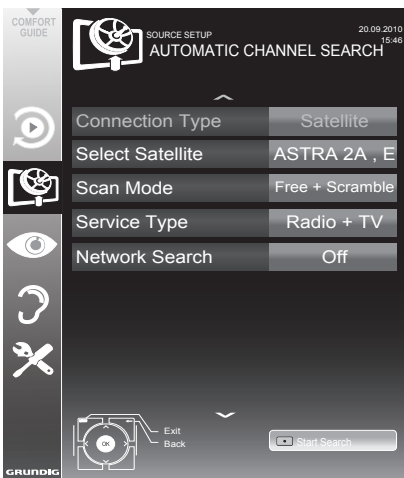 COMFORT
GUIDE
SOURCE SETUP
AUTOMATIC CHANNEL SEARCH
20.09.2010
15:46
Connection Type Satellite
Select Satellite ASTRA 2A , E
Scan Mode Free + Scramble
Service Type Radio + TV
Network Search Off
Exit
Back
OK
Start Search
GRUNDIG